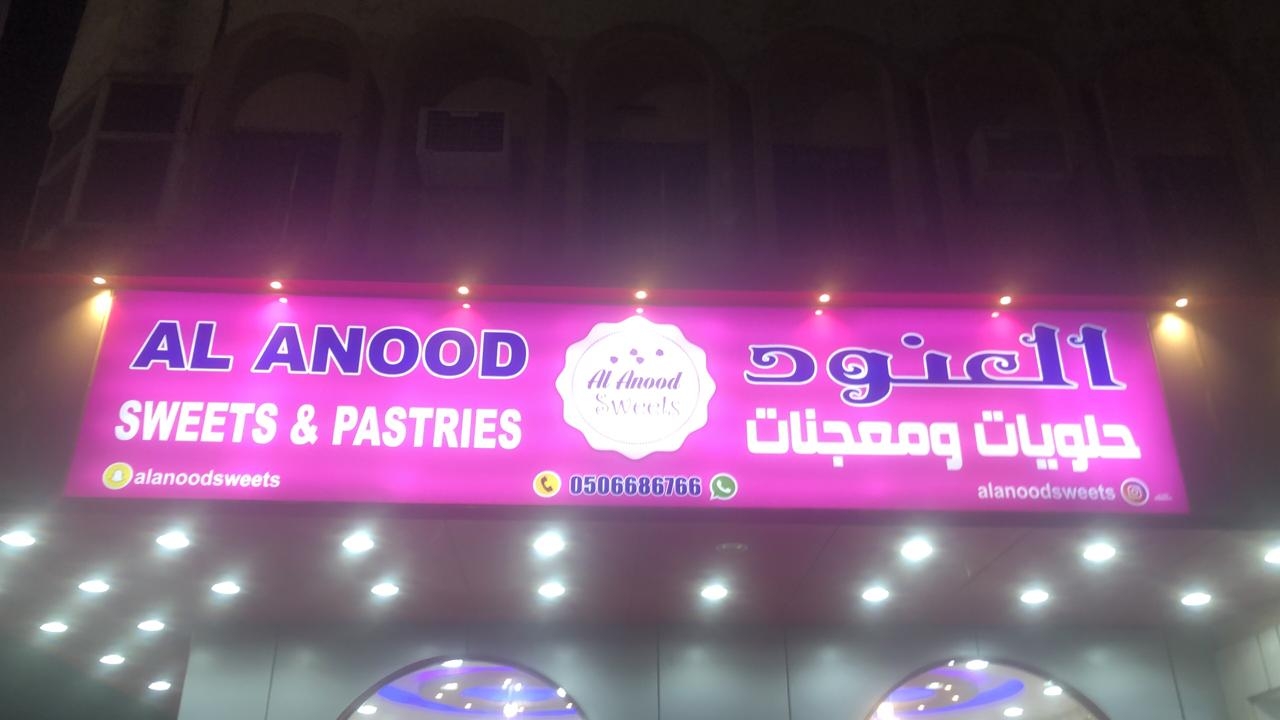 AL ANOOD
SWEETS & PASTRIES
alanoodsweets
Al Anood
Sweets
0506686766
العنود
حلويات ومعجنات
alanoodsweets